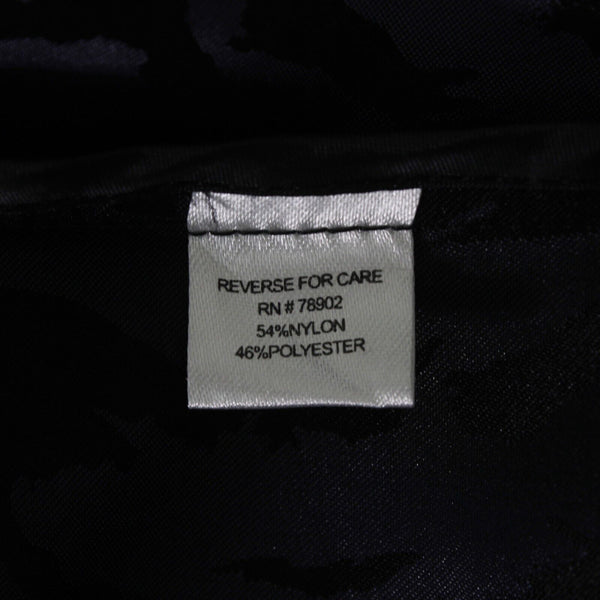 REVERSE FOR CARE
RN # 78902
54%NYLON
46%POLYESTER